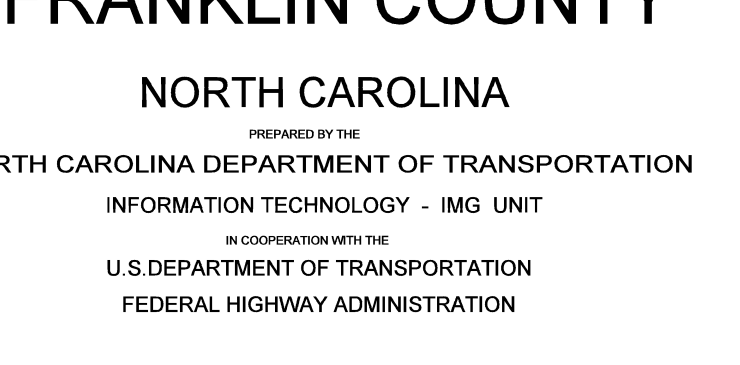 FRANKLIN COUNTY
NORTH CAROLINA
PREPARED BY THE
RTH CAROLINA DEPARTMENT OF TRANSPORTATION
INFORMATION TECHNOLOGY - IMG UNIT
IN COOPERATION WITH THE
U.S.DEPARTMENT OF TRANSPORTATION
FEDERAL HIGHWAY ADMINISTRATION